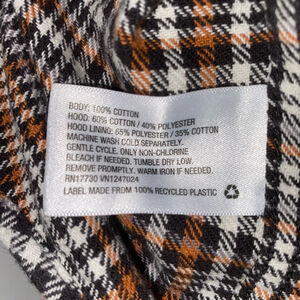 BODY: 100% COTTON
HOOD: 60% COTTON / 40% POLYESTER
HOOD LINING: 65% POLYESTER / 35% COTTON
MACHINE WASH COLD SEPARATELY.
GENTLE CYCLE. ONLY NON-CHLORINE
BLEACH IF NEEDED. TUMBLE DRY LOW.
REMOVE PROMPTLY. WARM IRON IF NEEDED.
RN17730 VN1247024
LABEL MADE FROM 100% RECYCLED PLASTIC